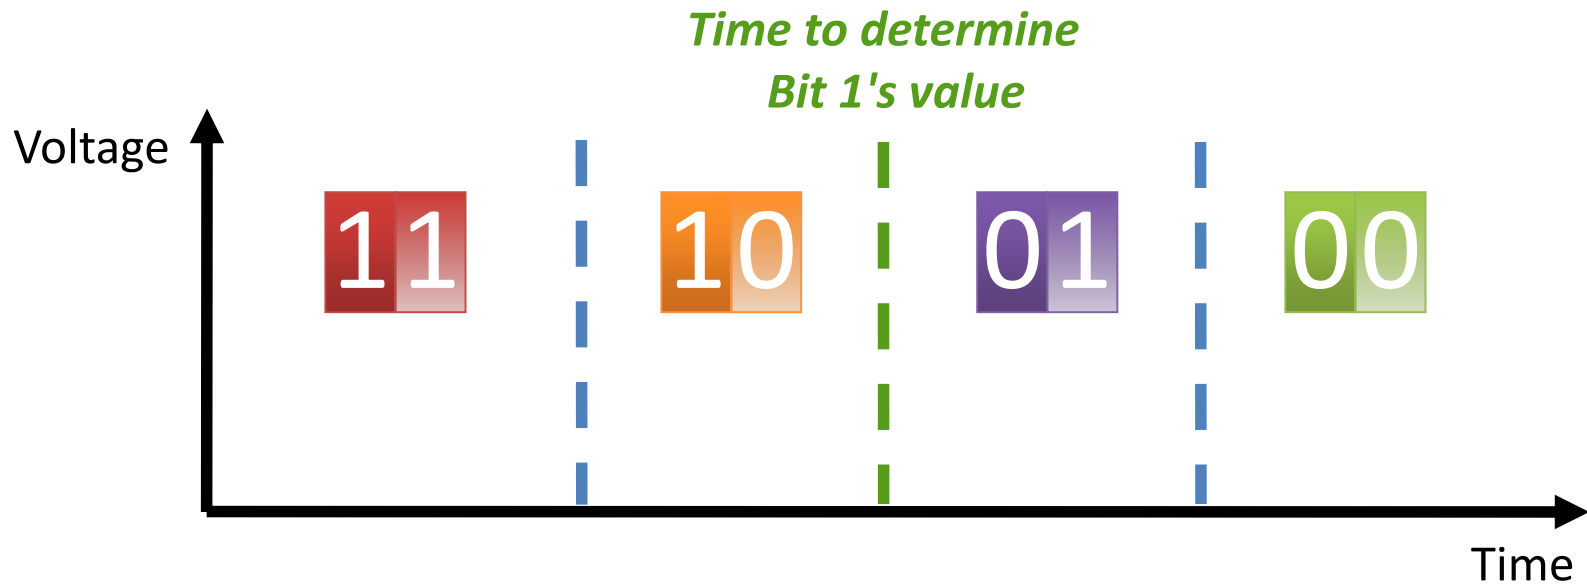 Time to determine
Bit 1's value
Voltage
11 10 01 00
Time